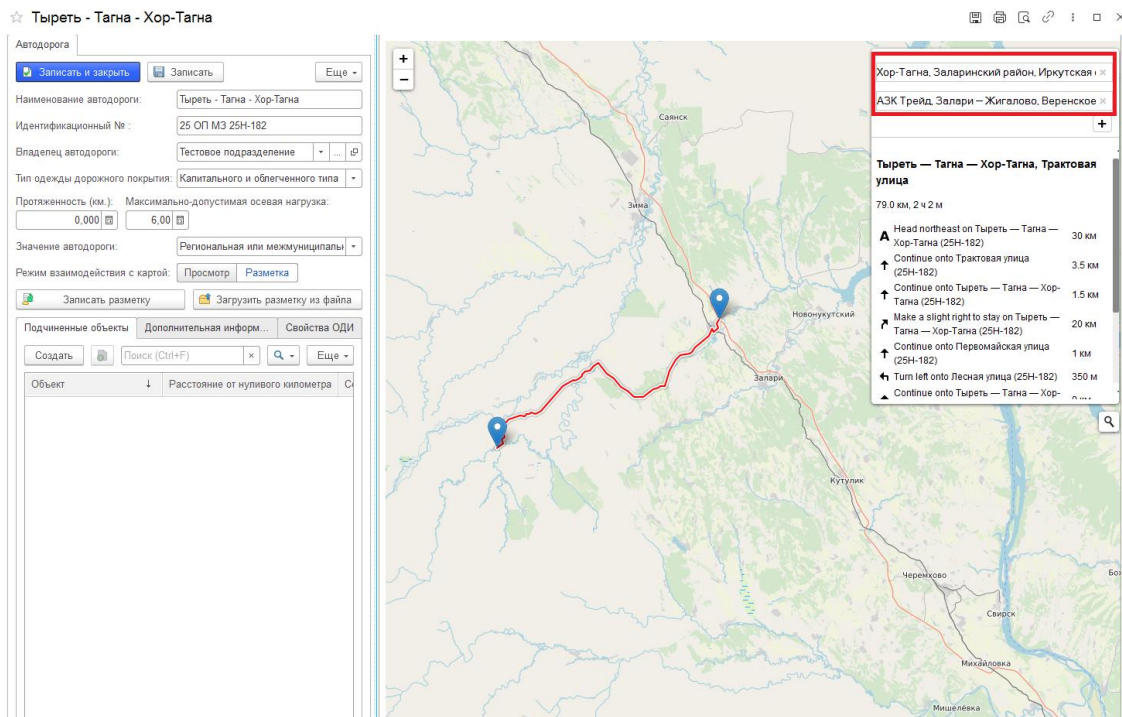 Тыреть - Тагна - Хор-Тагна
Автодорога
Записать и закрыть
Записать
Еще
Наименование автодороги:
Тыреть - Тагна - Хор-Тагна
Идентификационный № :
25 ОП МЗ 25Н-182
Владелец автодороги:
Тестовое подразделение
...
Тип одежды дорожного покрытия:
Капитального и облегченного типа
Протяженность (км.):
Максимально-допустимая осевая нагрузка:
0,000
6,00
Значение автодороги:
Региональная или межмуниципаль
Режим взаимодействия с картой:
Просмотр
Разметка
Записать разметку
Загрузить разметку из файла
Подчиненные объекты
Дополнительная информ...
Свойства ОДИ
Создать
Поиск (Ctrl+F)
×
Еще
Объект ↓
Расстояние от нуливого километра
+
−
Саянск
Зима
Новонукутский
Залари
Кутулик
Черемхово
Свирск
Михайловка
Мишелёвка
Хор-Тагна, Заларинский район, Иркутская
×
АЗК Трейд, Залари — Жигалово, Веренское
×
+
Тыреть — Тагна — Хор-Тагна, Трактовая
улица
79.0 км, 2 ч 2 м
A Head northeast on Тыреть — Тагна —
Хор-Тагна (25Н-182)
30 км
Continue onto Трактовая улица
(25Н-182)
3.5 км
Continue onto Тыреть — Тагна — Хор-
Тагна (25Н-182)
1.5 км
Make a slight right to stay on Тыреть —
Тагна — Хор-Тагна (25Н-182)
20 км
Continue onto Первомайская улица
(25Н-182)
1 км
Turn left onto Лесная улица (25Н-182)
350 м
Continue onto Тыреть — Тагна — Хор-